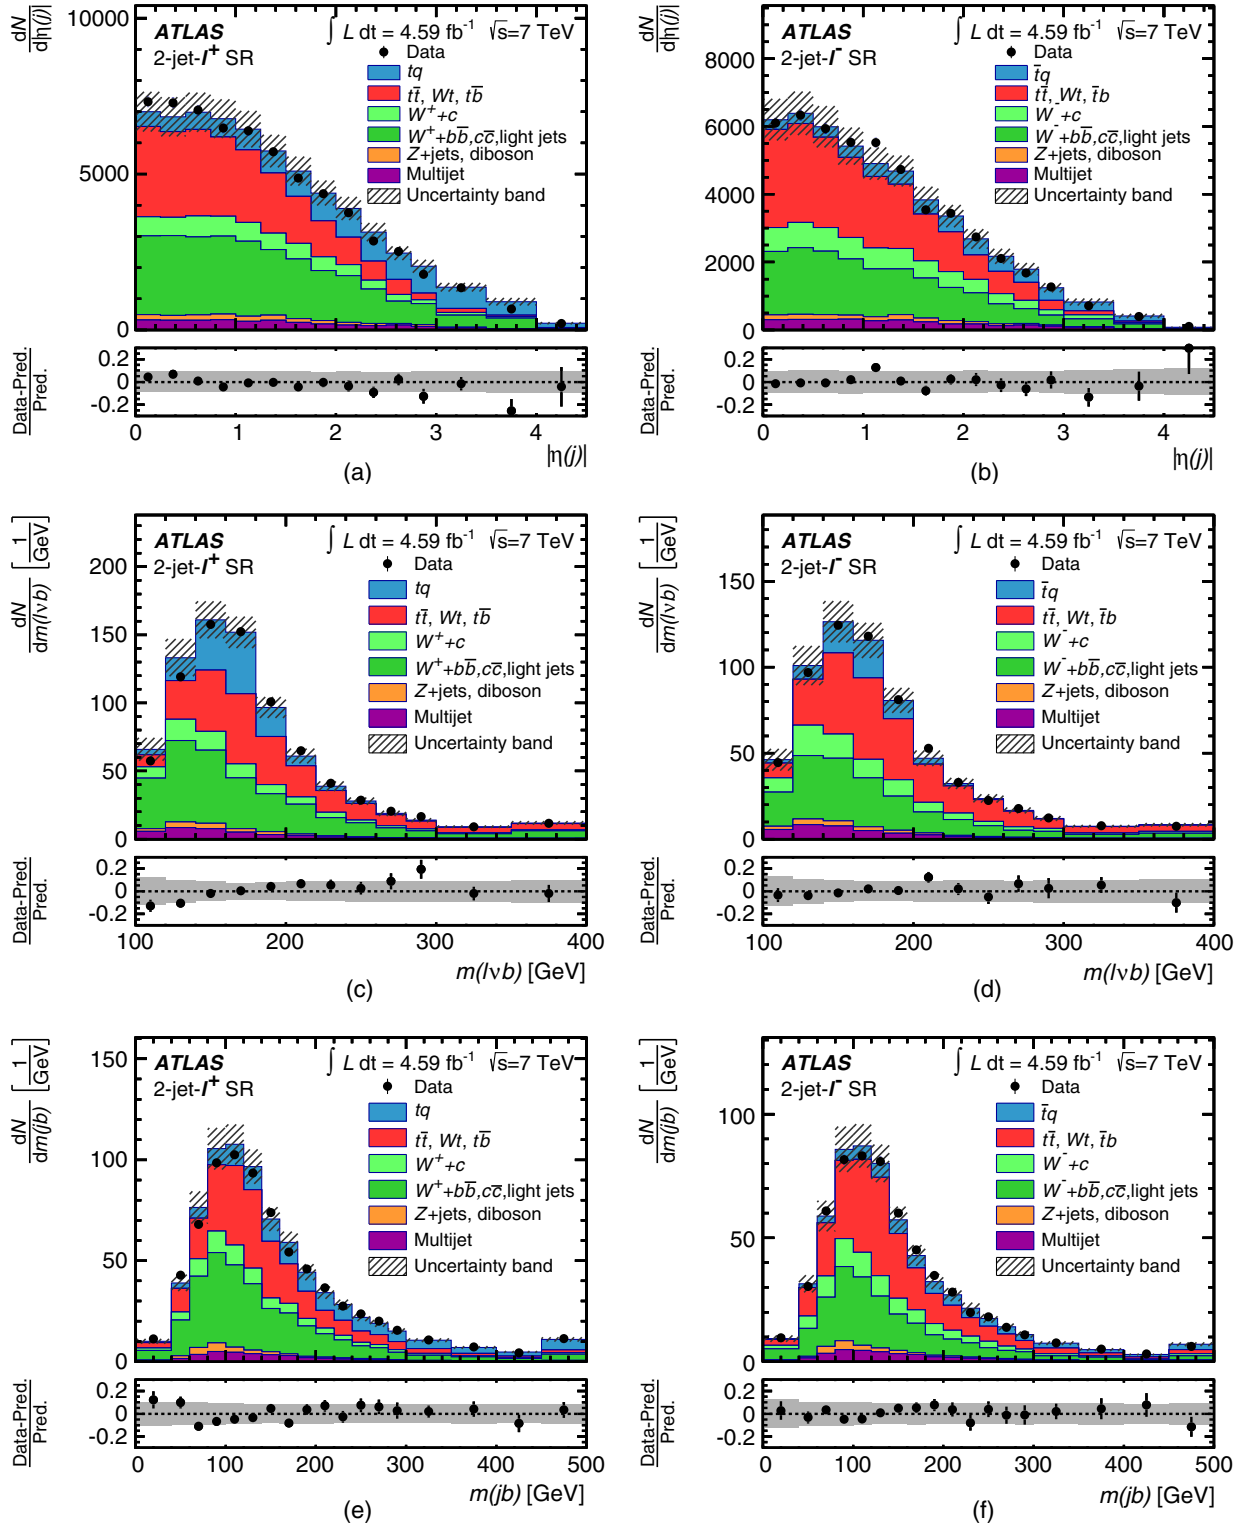 dN
d|η(j)|
10000
5000
0
ATLAS
2-jet-l⁺ SR
∫ L dt = 4.59 fb⁻¹ √s=7 TeV
Data
tq
tt̄, Wt, tb̄
W⁺+c
W⁺+bb̄,cc̄,light jets
Z+jets, diboson
Multijet
Uncertainty band
Data-Pred.
Pred.
0.2
0
-0.2
0 1 2 3 4
|η(j)|
(a)
dN
d|η(j)|
8000
6000
4000
2000
0
ATLAS
2-jet-l⁻ SR
∫ L dt = 4.59 fb⁻¹ √s=7 TeV
Data
t̄q
tt̄, Wt, t̄b
W⁻+c
W⁻+bb̄,cc̄,light jets
Z+jets, diboson
Multijet
Uncertainty band
Data-Pred.
Pred.
0.2
0
-0.2
0 1 2 3 4
|η(j)|
(b)
dN
dm(lνb)
[1/GeV]
200
150
100
50
0
ATLAS
2-jet-l⁺ SR
∫ L dt = 4.59 fb⁻¹ √s=7 TeV
Data
tq
tt̄, Wt, tb̄
W⁺+c
W⁺+bb̄,cc̄,light jets
Z+jets, diboson
Multijet
Uncertainty band
Data-Pred.
Pred.
0.2
0
-0.2
100 200 300 400
m(lνb) [GeV]
(c)
dN
dm(lνb)
[1/GeV]
150
100
50
0
ATLAS
2-jet-l⁻ SR
∫ L dt = 4.59 fb⁻¹ √s=7 TeV
Data
t̄q
tt̄, Wt, t̄b
W⁻+c
W⁻+bb̄,cc̄,light jets
Z+jets, diboson
Multijet
Uncertainty band
Data-Pred.
Pred.
0.2
0
-0.2
100 200 300 400
m(lνb) [GeV]
(d)
dN
dm(jb)
[1/GeV]
150
100
50
0
ATLAS
2-jet-l⁺ SR
∫ L dt = 4.59 fb⁻¹ √s=7 TeV
Data
tq
tt̄, Wt, tb̄
W⁺+c
W⁺+bb̄,cc̄,light jets
Z+jets, diboson
Multijet
Uncertainty band
Data-Pred.
Pred.
0.2
0
-0.2
0 100 200 300 400 500
m(jb) [GeV]
(e)
dN
dm(jb)
[1/GeV]
100
50
0
ATLAS
2-jet-l⁻ SR
∫ L dt = 4.59 fb⁻¹ √s=7 TeV
Data
t̄q
tt̄, Wt, t̄b
W⁻+c
W⁻+bb̄,cc̄,light jets
Z+jets, diboson
Multijet
Uncertainty band
Data-Pred.
Pred.
0.2
0
-0.2
0 100 200 300 400 500
m(jb) [GeV]
(f)